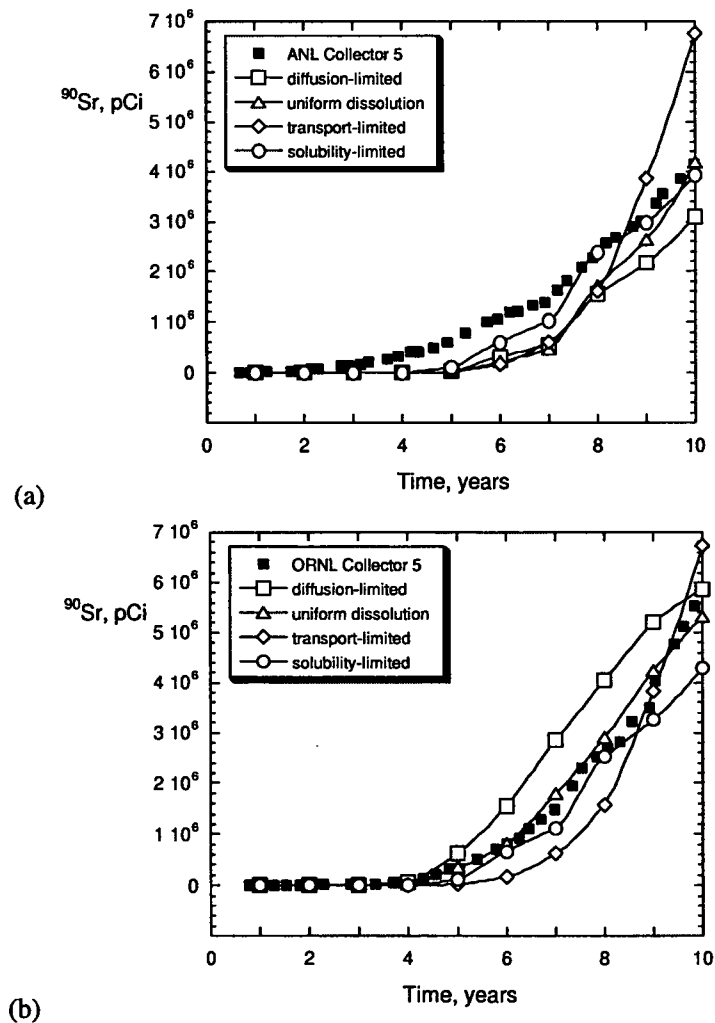 7 10⁶
6 10⁶
⁹⁰Sr, pCi
5 10⁶
4 10⁶
3 10⁶
2 10⁶
1 10⁶
0
ANL Collector 5
diffusion-limited
uniform dissolution
transport-limited
solubility-limited
0 2 4 6 8 10
Time, years
(a)
7 10⁶
6 10⁶
⁹⁰Sr, pCi
5 10⁶
4 10⁶
3 10⁶
2 10⁶
1 10⁶
0
ORNL Collector 5
diffusion-limited
uniform dissolution
transport-limited
solubility-limited
0 2 4 6 8 10
Time, years
(b)